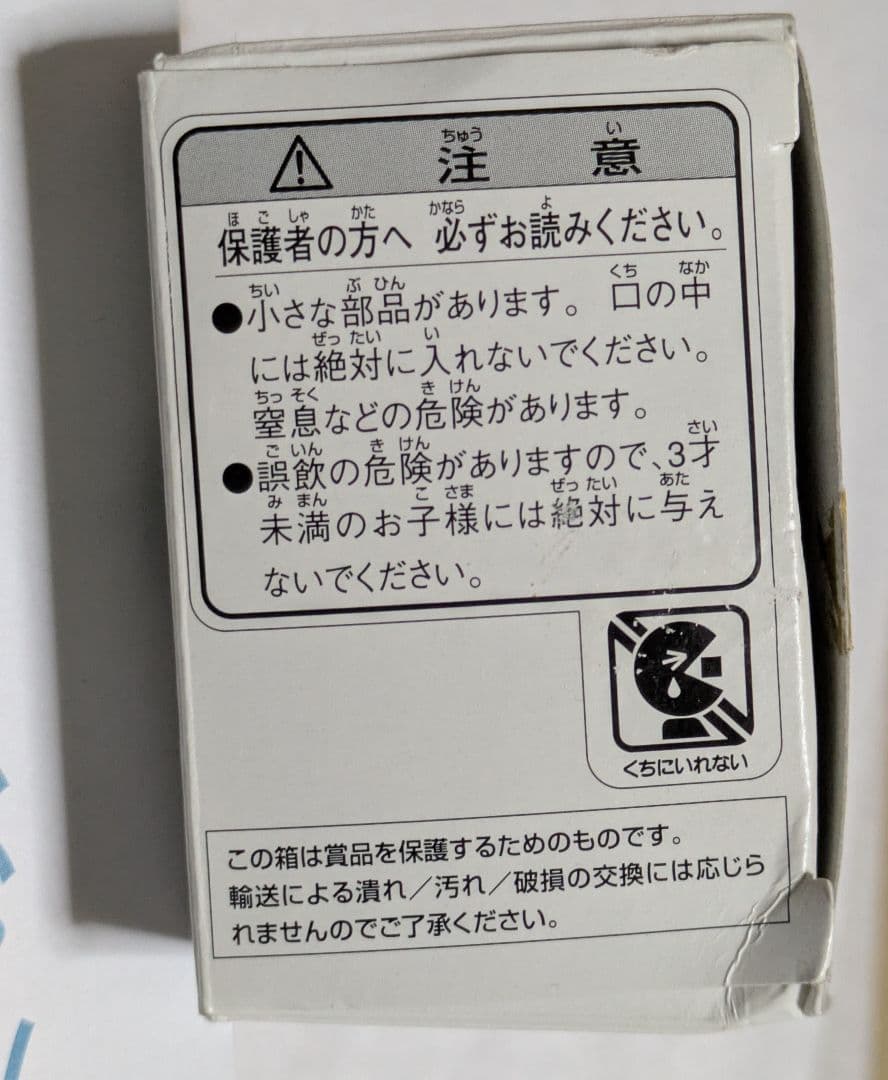 注意
保護者の方へ 必ずお読みください。
●小さな部品があります。 口の中
には絶対に入れないでください。
窒息などの危険があります。
●誤飲の危険がありますので、3才
未満のお子様には絶対に与え
ないでください。
くちにいれない
この箱は賞品を保護するためのものです。
輸送による潰れ／汚れ／破損の交換には応じら
れませんのでご了承ください。